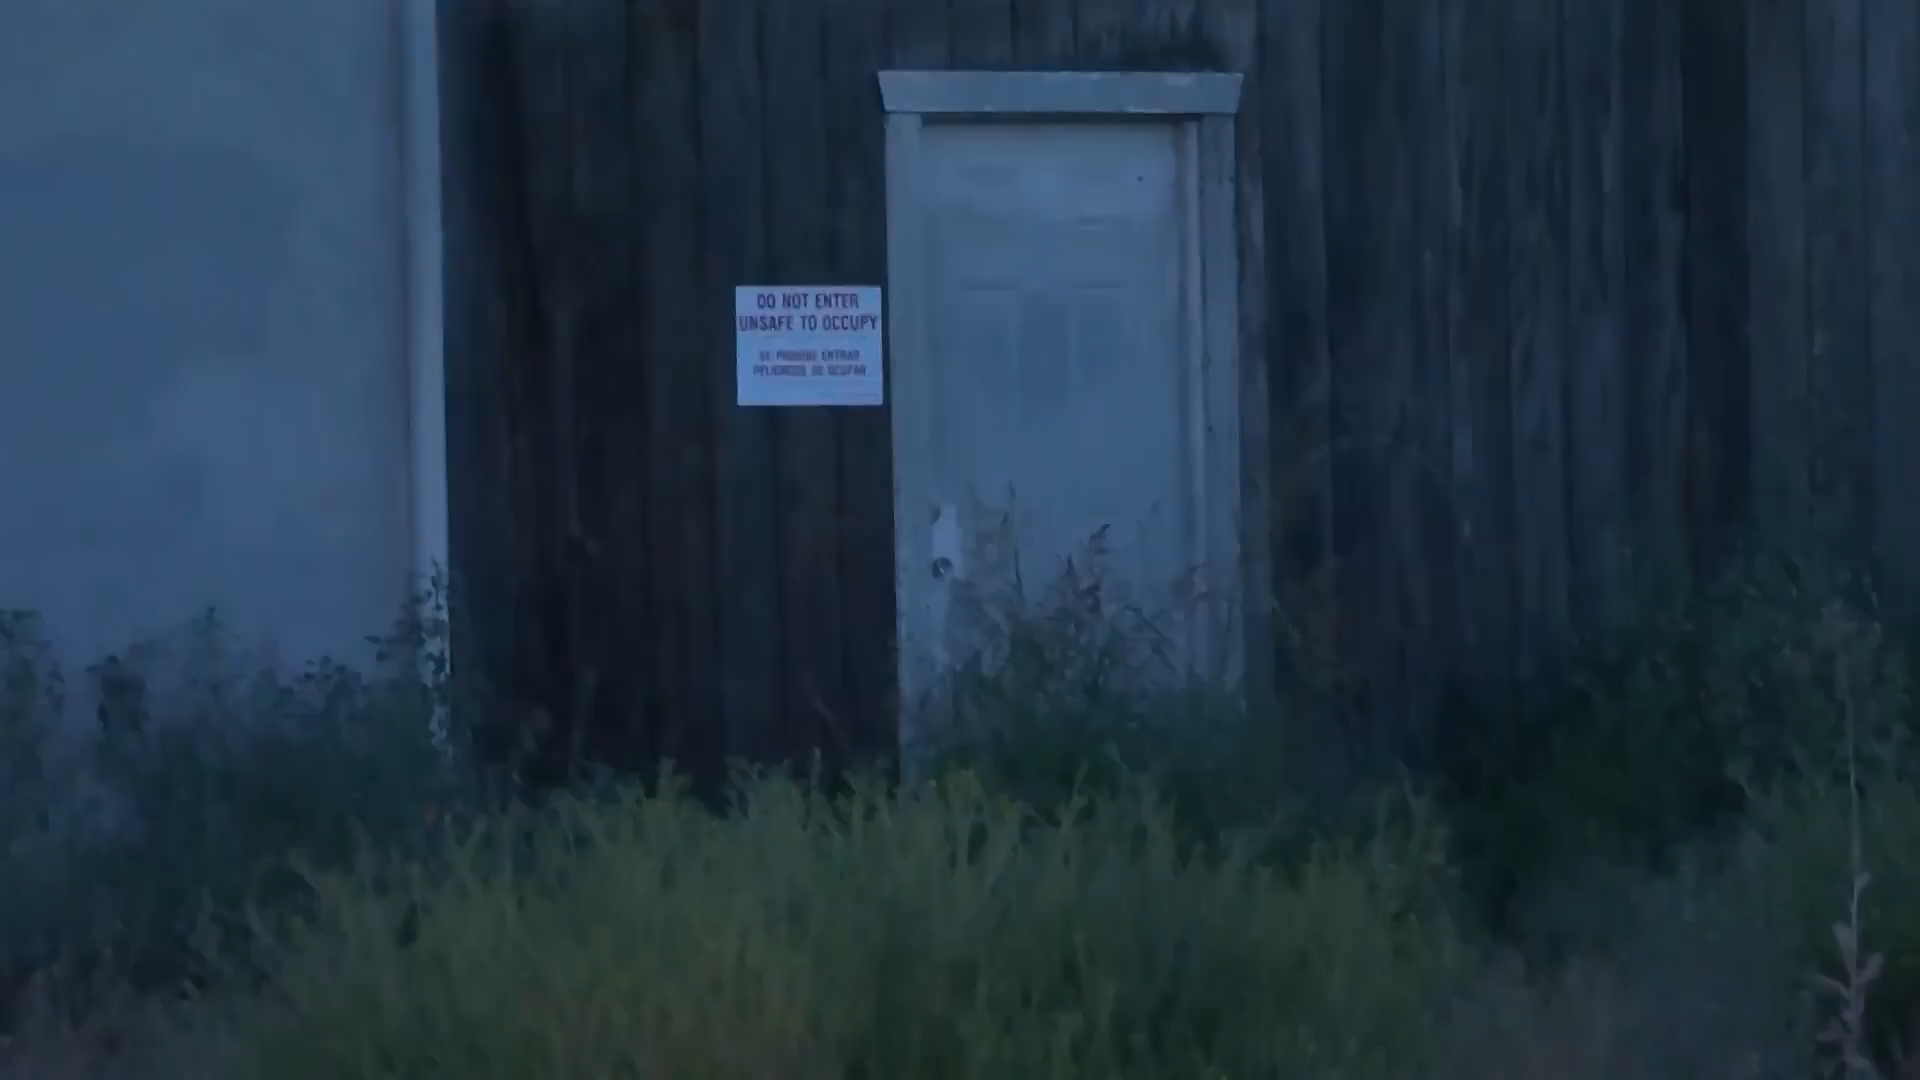 DO NOT ENTER
UNSAFE TO OCCUPY
SE PROHIBE ENTRAR
PELIGROSO DE OCUPAR